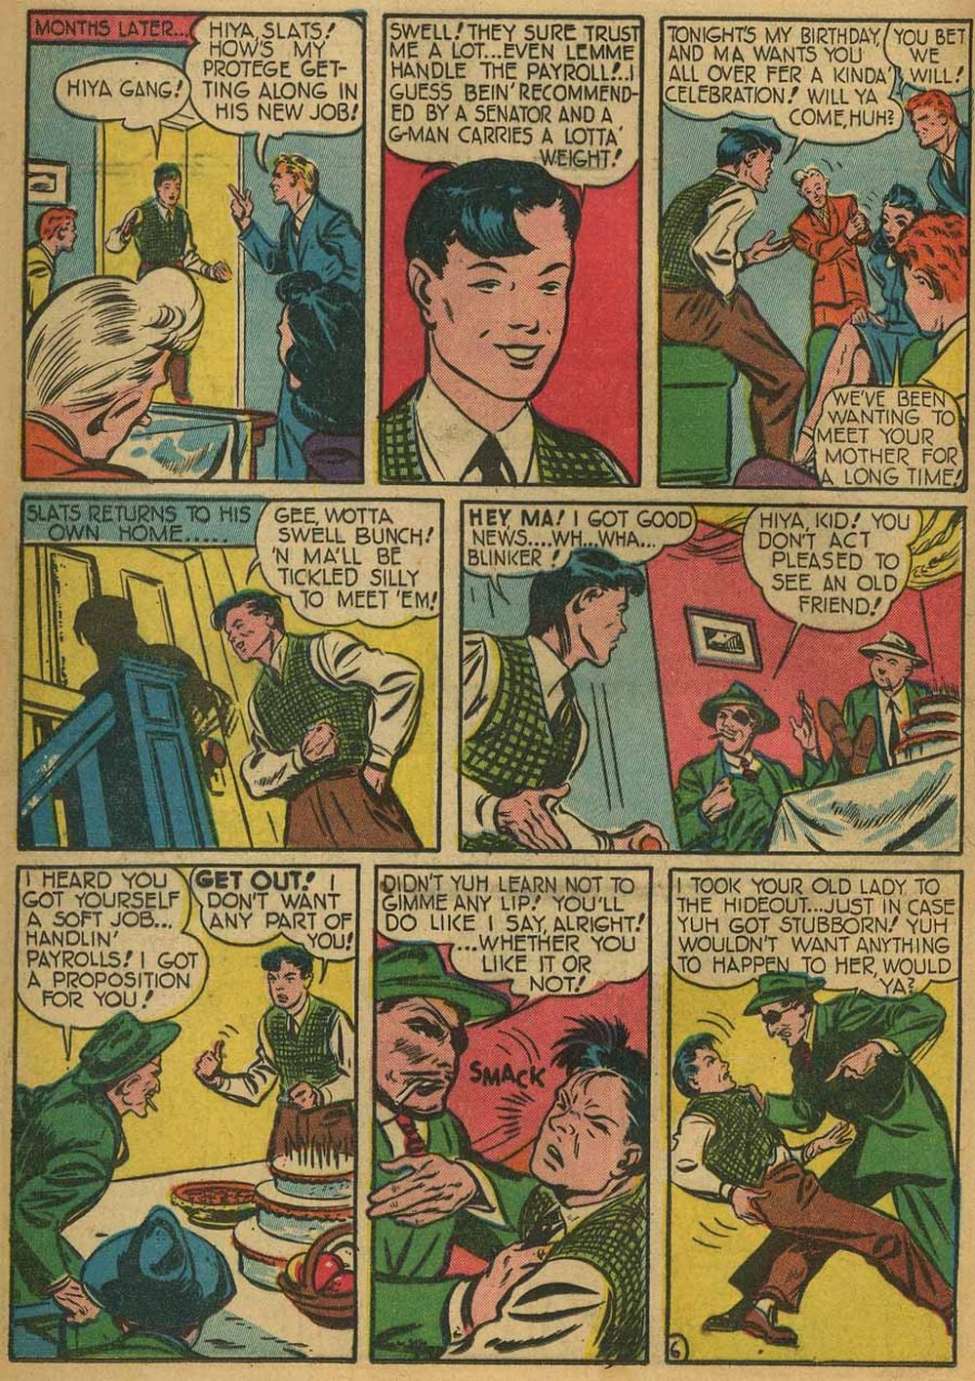 MONTHS LATER...
HIYA GANG!
HIYA, SLATS!
HOW'S MY
PROTEGE GET-
TING ALONG IN
HIS NEW JOB!
SWELL! THEY SURE TRUST
ME A LOT...EVEN LEMME
HANDLE THE PAYROLL!..I
GUESS BEIN' RECOMMEND-
ED BY A SENATOR AND A
G-MAN CARRIES A LOTTA'
WEIGHT!
TONIGHT'S MY BIRTHDAY,
AND MA WANTS YOU
ALL OVER FER A KINDA'
CELEBRATION! WILL YA
COME, HUH?
YOU BET
WE
WILL!
WE'VE BEEN
WANTING TO
MEET YOUR
MOTHER FOR
A LONG TIME!
SLATS RETURNS TO HIS
OWN HOME.....
GEE, WOTTA
SWELL BUNCH!
'N MA'LL BE
TICKLED SILLY
TO MEET 'EM!
HEY, MA! I GOT GOOD
NEWS....WH...WHA...
BLINKER!
HIYA, KID! YOU
DON'T ACT
PLEASED TO
SEE AN OLD
FRIEND!
I HEARD YOU
GOT YOURSELF
A SOFT JOB...
HANDLIN'
PAYROLLS! I GOT
A PROPOSITION
FOR YOU!
GET OUT! I
DON'T WANT
ANY PART OF
YOU!
DIDN'T YUH LEARN NOT TO
GIMME ANY LIP! YOU'LL
DO LIKE I SAY, ALRIGHT!
...WHETHER YOU
LIKE IT OR
NOT!
SMACK
I TOOK YOUR OLD LADY TO
THE HIDEOUT...JUST IN CASE
YUH GOT STUBBORN! YUH
WOULDN'T WANT ANYTHING
TO HAPPEN TO HER, WOULD
YA?
6